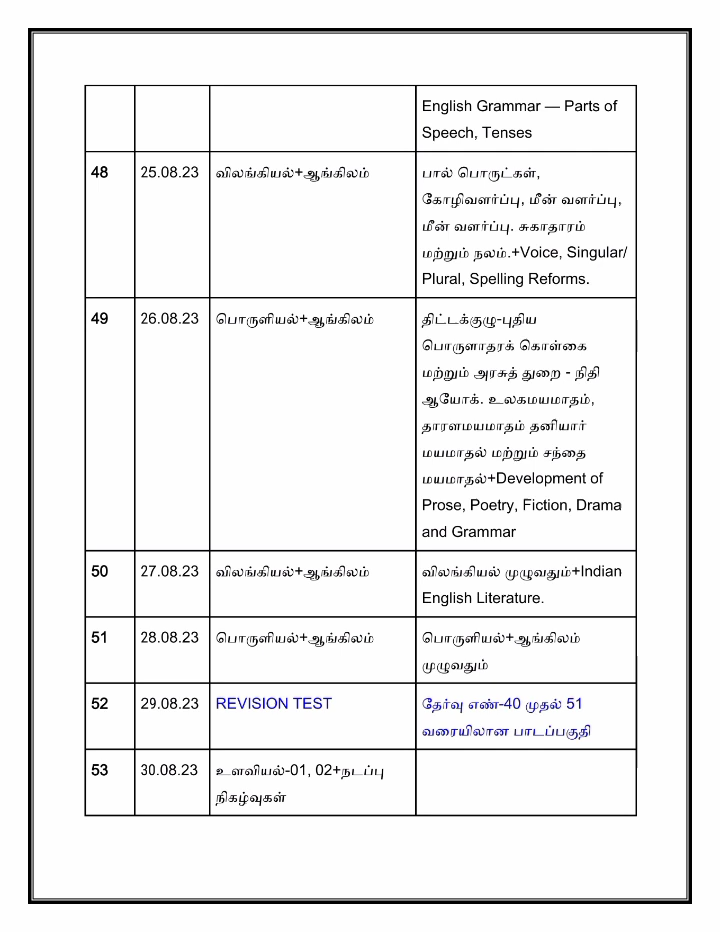 English Grammar — Parts of
Speech, Tenses
48 25.08.23 விலங்கியல்+ஆங்கிலம் பால் பொருட்கள்,
கோழிவளர்ப்பு, மீன் வளர்ப்பு,
மீன் வளர்ப்பு. சுகாதாரம்
மற்றும் நலம்.+Voice, Singular/
Plural, Spelling Reforms.
49 26.08.23 பொருளியல்+ஆங்கிலம் திட்டக்குழு-புதிய
பொருளாதரக் கொள்கை
மற்றும் அரசுத் துறை - நிதி
ஆயோக். உலகமயமாதம்,
தாரளமயமாதம் தனியார்
மயமாதல் மற்றும் சந்தை
மயமாதல்+Development of
Prose, Poetry, Fiction, Drama
and Grammar
50 27.08.23 விலங்கியல்+ஆங்கிலம் விலங்கியல் முழுவதும்+Indian
English Literature.
51 28.08.23 பொருளியல்+ஆங்கிலம் பொருளியல்+ஆங்கிலம்
முழுவதும்
52 29.08.23 REVISION TEST தேர்வு எண்-40 முதல் 51
வரையிலான பாடப்பகுதி
53 30.08.23 உளவியல்-01, 02+நடப்பு
நிகழ்வுகள்